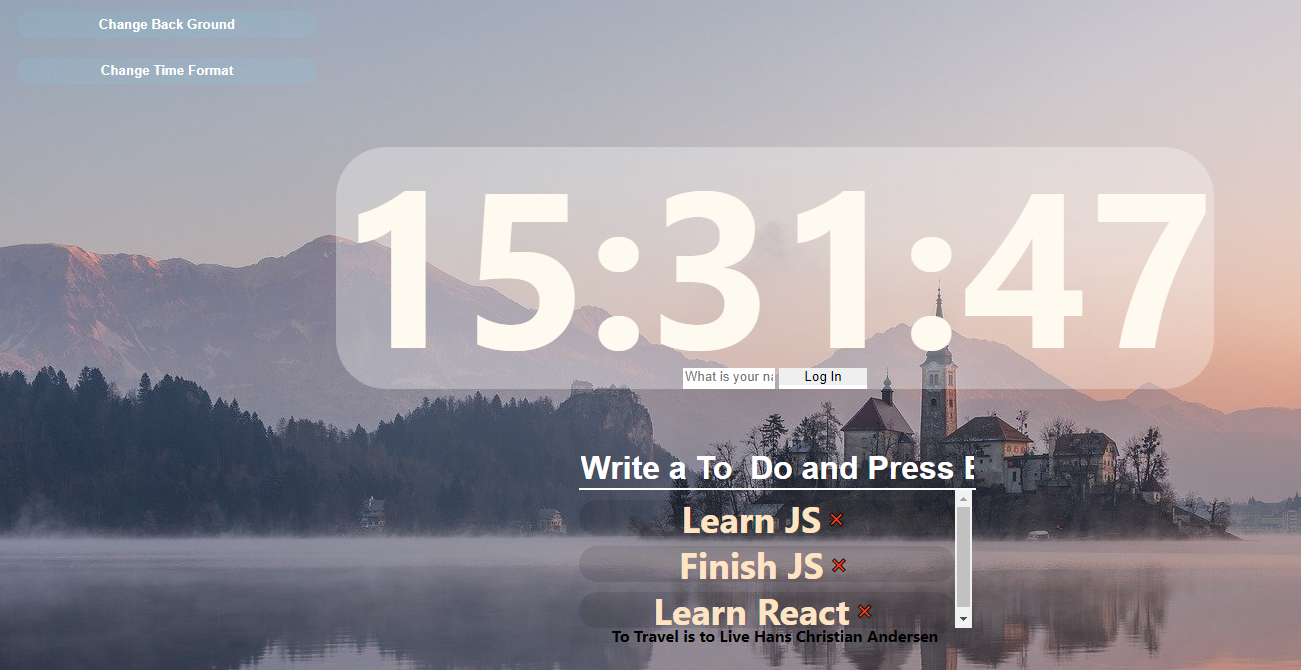 Change Back Ground
Change Time Format
15:31:47
What is your na
Log In
Write a To Do and Press
Learn JS ×
Finish JS ×
Learn React ×
To Travel is to Live Hans Christian Andersen